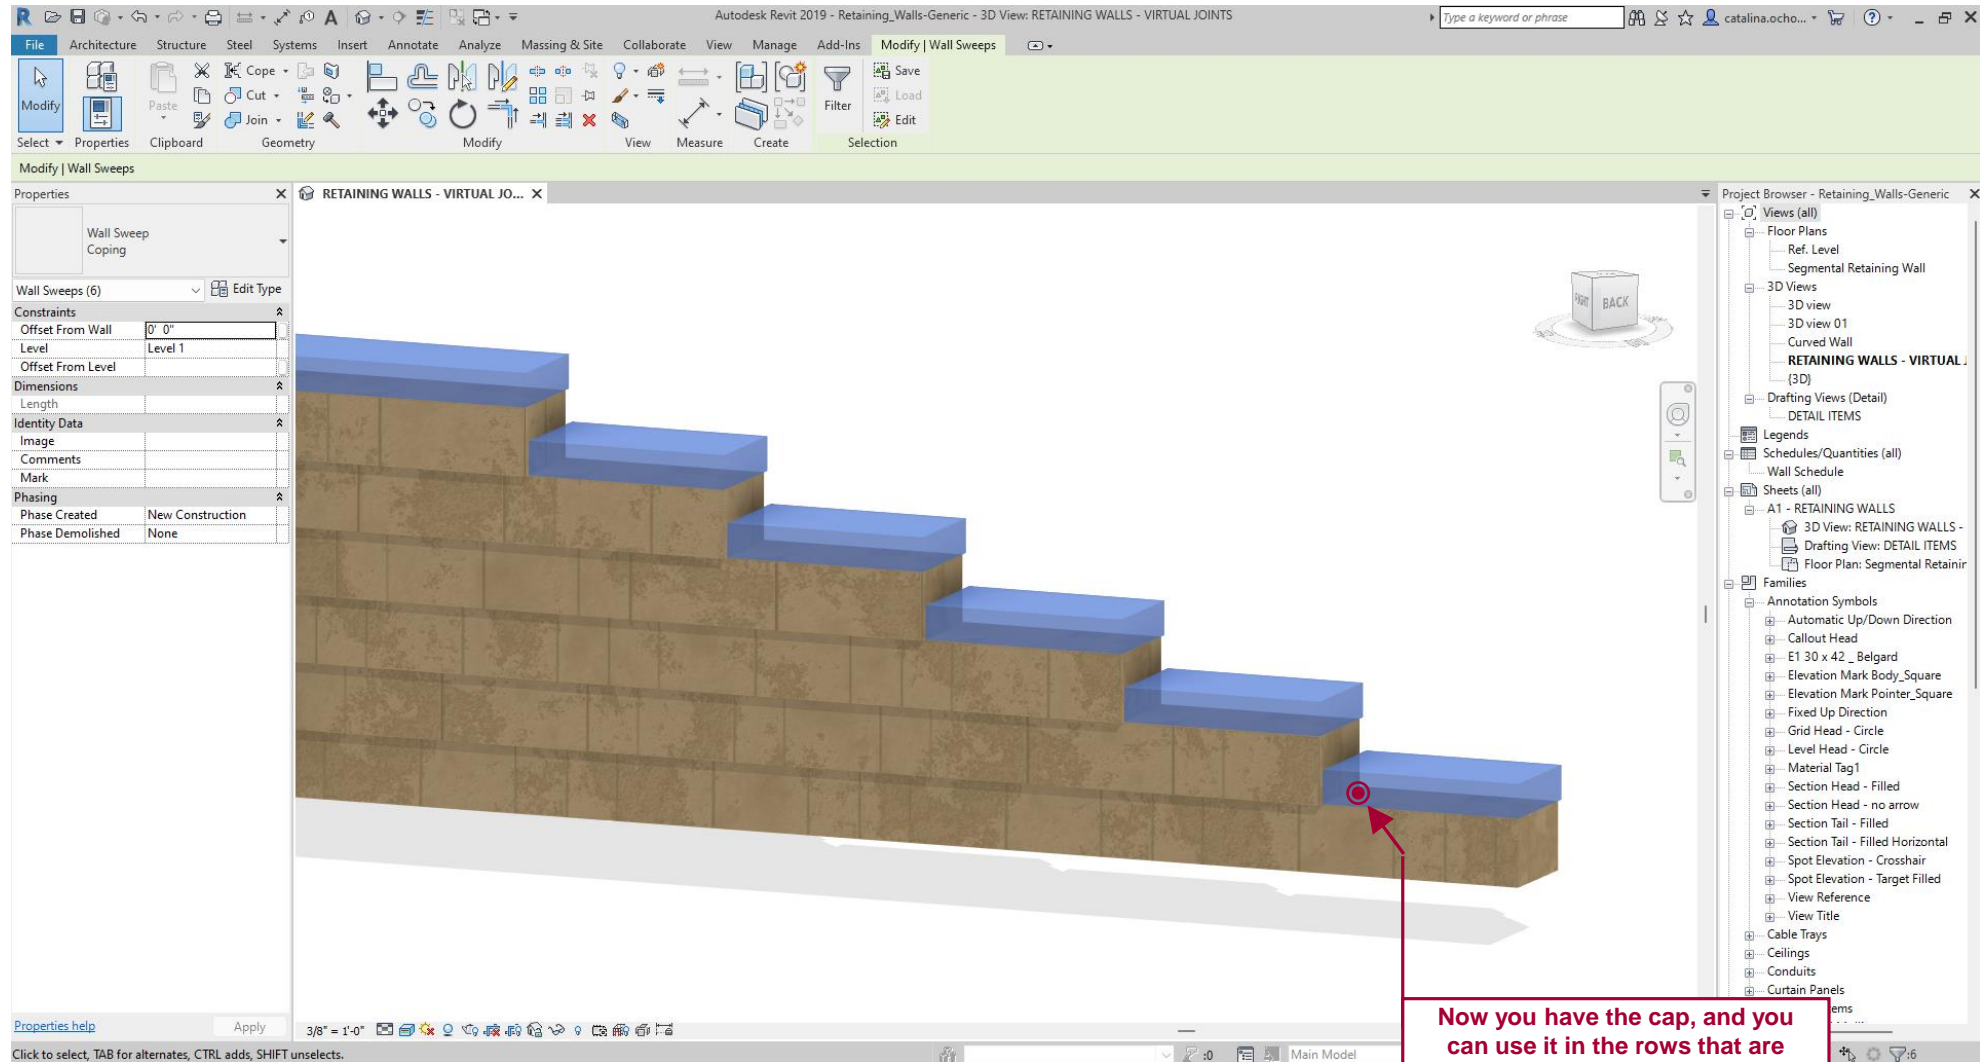 Autodesk Revit 2019 - Retaining_Walls-Generic - 3D View: RETAINING WALLS - VIRTUAL JOINTS
Type a keyword or phrase
catalina.ocho...
File Architecture Structure Steel Systems Insert Annotate Analyze Massing & Site Collaborate View Manage Add-Ins Modify | Wall Sweeps
Modify
Paste
Cope
Cut
Join
Filter
Save
Load
Edit
Select Properties Clipboard Geometry Modify View Measure Create Selection
Modify | Wall Sweeps
Properties
Wall Sweep
Coping
Wall Sweeps (6) Edit Type
Constraints
Offset From Wall 0' 0"
Level Level 1
Offset From Level
Dimensions
Length
Identity Data
Image
Comments
Mark
Phasing
Phase Created New Construction
Phase Demolished None
Properties help Apply
RETAINING WALLS - VIRTUAL JO...
RIGHT BACK
Project Browser - Retaining_Walls-Generic
Views (all)
Floor Plans
Ref. Level
Segmental Retaining Wall
3D Views
3D view
3D view 01
Curved Wall
RETAINING WALLS - VIRTUAL J
{3D}
Drafting Views (Detail)
DETAIL ITEMS
Legends
Schedules/Quantities (all)
Wall Schedule
Sheets (all)
A1 - RETAINING WALLS
3D View: RETAINING WALLS -
Drafting View: DETAIL ITEMS
Floor Plan: Segmental Retainin
Families
Annotation Symbols
Automatic Up/Down Direction
Callout Head
E1 30 x 42 _ Belgard
Elevation Mark Body_Square
Elevation Mark Pointer_Square
Fixed Up Direction
Grid Head - Circle
Level Head - Circle
Material Tag1
Section Head - Filled
Section Head - no arrow
Section Tail - Filled
Section Tail - Filled Horizontal
Spot Elevation - Crosshair
Spot Elevation - Target Filled
View Reference
View Title
Cable Trays
Ceilings
Conduits
Curtain Panels
ems
Now you have the cap, and you
can use it in the rows that are
3/8" = 1'-0"
Click to select, TAB for alternates, CTRL adds, SHIFT unselects.
:0
Main Model
:6